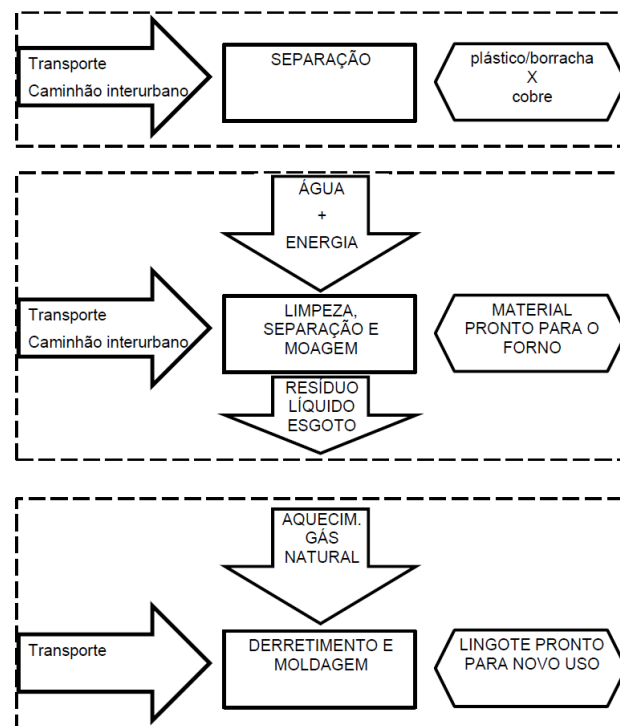 Transporte
Caminhão interurbano
SEPARAÇÃO
plástico/borracha
X
cobre
ÁGUA
+
ENERGIA
Transporte
Caminhão interurbano
LIMPEZA,
SEPARAÇÃO E
MOAGEM
MATERIAL
PRONTO PARA O
FORNO
RESÍDUO
LÍQUIDO
ESGOTO
AQUECIM.
GÁS
NATURAL
Transporte
DERRETIMENTO E
MOLDAGEM
LINGOTE PRONTO
PARA NOVO USO